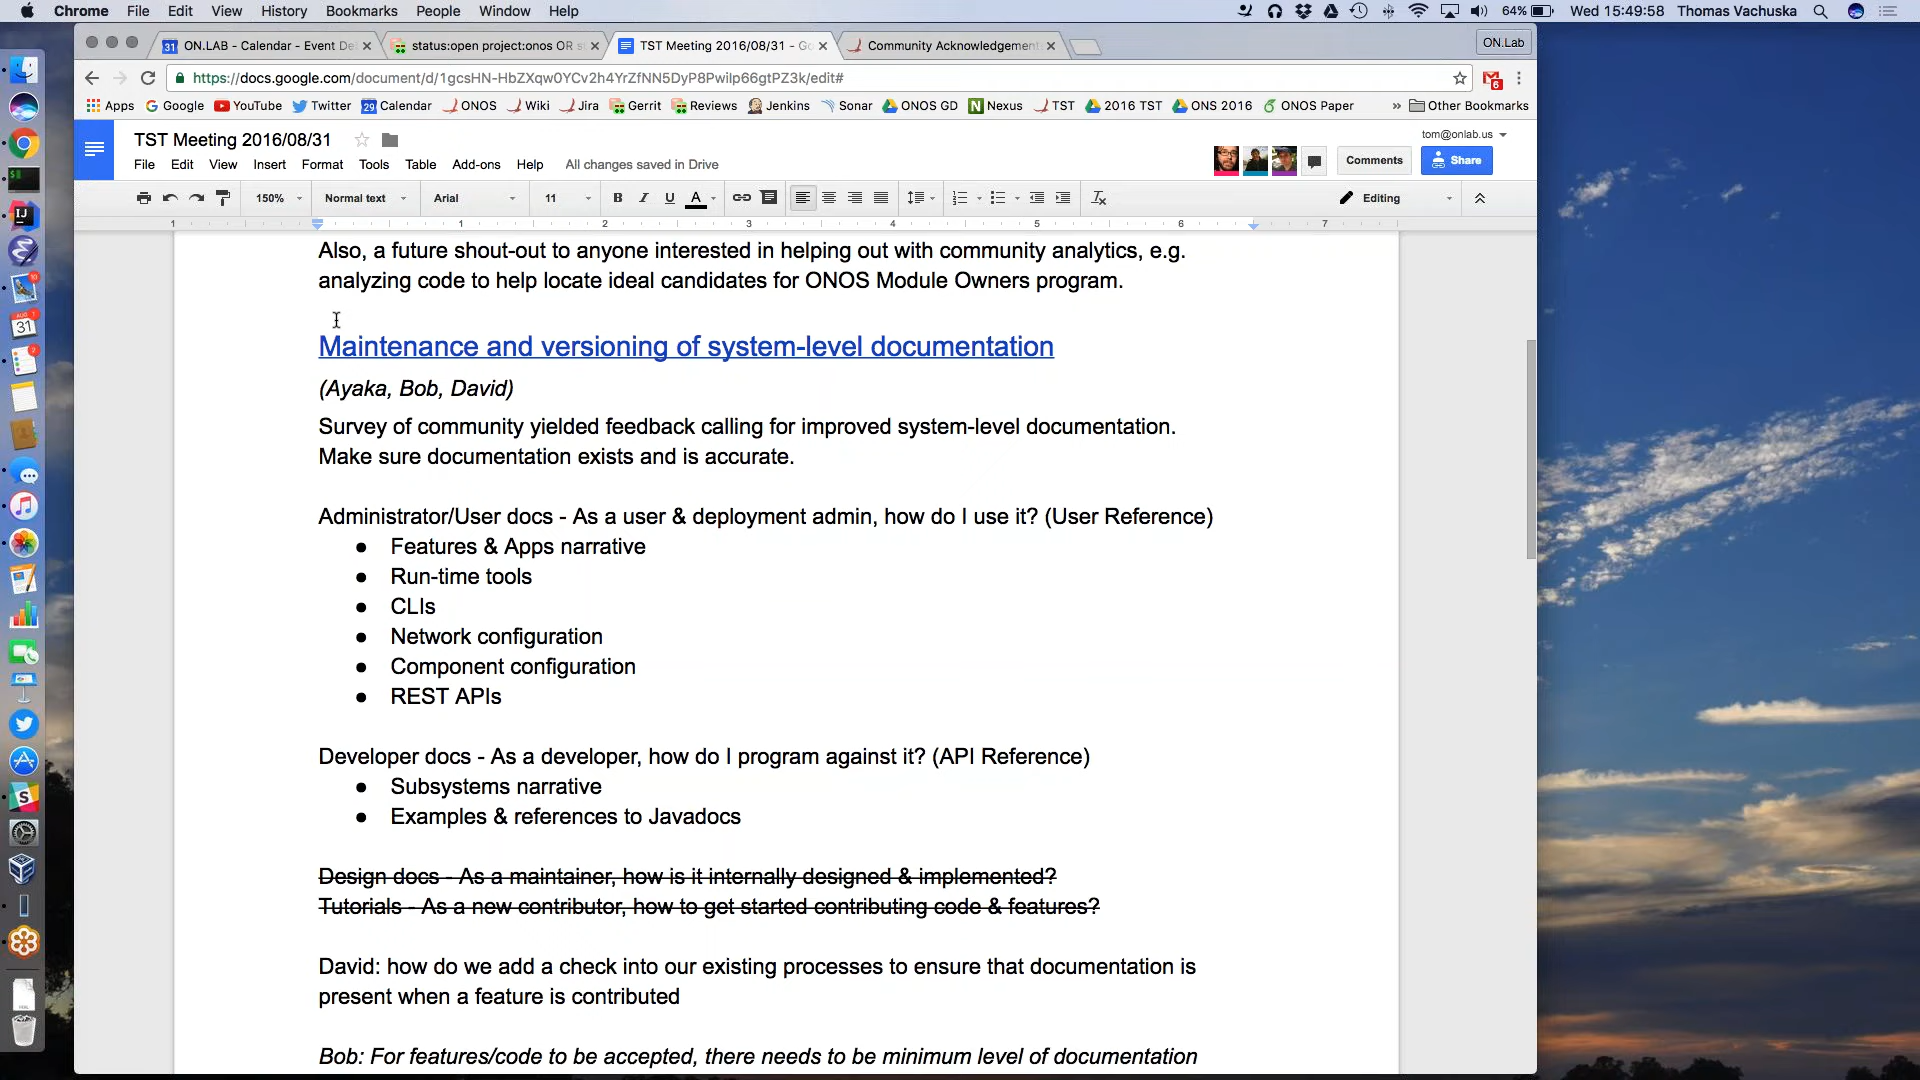 Chrome File Edit View History Bookmarks People Window Help 64% Wed 15:49:58 Thomas Vachuska
ON.LAB - Calendar - Event De status:open project:onos OR s TST Meeting 2016/08/31 - Go Community Acknowledgement ON.Lab
https://docs.google.com/document/d/1gcsHN-HbZXqw0YCv2h4YrZfNN5DyP8Pwilp66gtPZ3k/edit#
Apps Google YouTube Twitter Calendar ONOS Wiki Jira Gerrit Reviews Jenkins Sonar ONOS GD Nexus TST 2016 TST ONS 2016 ONOS Paper » Other Bookmarks
TST Meeting 2016/08/31 tom@onlab.us
File Edit View Insert Format Tools Table Add-ons Help All changes saved in Drive Comments Share
150% Normal text Arial 11 B I U A Editing
1 1 2 3 4 5 6 7
Also, a future shout-out to anyone interested in helping out with community analytics, e.g.
analyzing code to help locate ideal candidates for ONOS Module Owners program.
Maintenance and versioning of system-level documentation
(Ayaka, Bob, David)
Survey of community yielded feedback calling for improved system-level documentation.
Make sure documentation exists and is accurate.
Administrator/User docs - As a user & deployment admin, how do I use it? (User Reference)
● Features & Apps narrative
● Run-time tools
● CLIs
● Network configuration
● Component configuration
● REST APIs
Developer docs - As a developer, how do I program against it? (API Reference)
● Subsystems narrative
● Examples & references to Javadocs
Design docs - As a maintainer, how is it internally designed & implemented?
Tutorials - As a new contributor, how to get started contributing code & features?
David: how do we add a check into our existing processes to ensure that documentation is
present when a feature is contributed
Bob: For features/code to be accepted, there needs to be minimum level of documentation